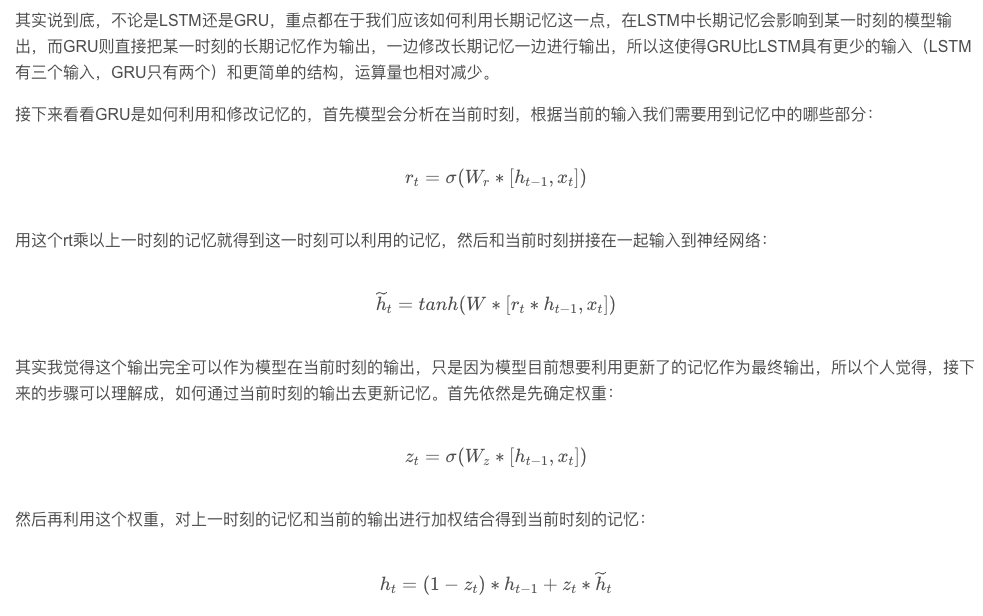 其实说到底，不论是LSTM还是GRU，重点都在于我们应该如何利用长期记忆这一点，在LSTM中长期记忆会影响到某一时刻的模型输
出，而GRU则直接把某一时刻的长期记忆作为输出，一边修改长期记忆一边进行输出，所以这使得GRU比LSTM具有更少的输入（LSTM
有三个输入，GRU只有两个）和更简单的结构，运算量也相对减少。
接下来看看GRU是如何利用和修改记忆的，首先模型会分析在当前时刻，根据当前的输入我们需要用到记忆中的哪些部分：
r_t = σ(W_r * [h_{t−1}, x_t])
用这个rt乘以上一时刻的记忆就得到这一时刻可以利用的记忆，然后和当前时刻拼接在一起输入到神经网络：
h̃_t = tanh(W * [r_t * h_{t−1}, x_t])
其实我觉得这个输出完全可以作为模型在当前时刻的输出，只是因为模型目前想要利用更新了的记忆作为最终输出，所以个人觉得，接下
来的步骤可以理解成，如何通过当前时刻的输出去更新记忆。首先依然是先确定权重：
z_t = σ(W_z * [h_{t−1}, x_t])
然后再利用这个权重，对上一时刻的记忆和当前的输出进行加权结合得到当前时刻的记忆：
h_t = (1 − z_t) * h_{t−1} + z_t * h̃_t